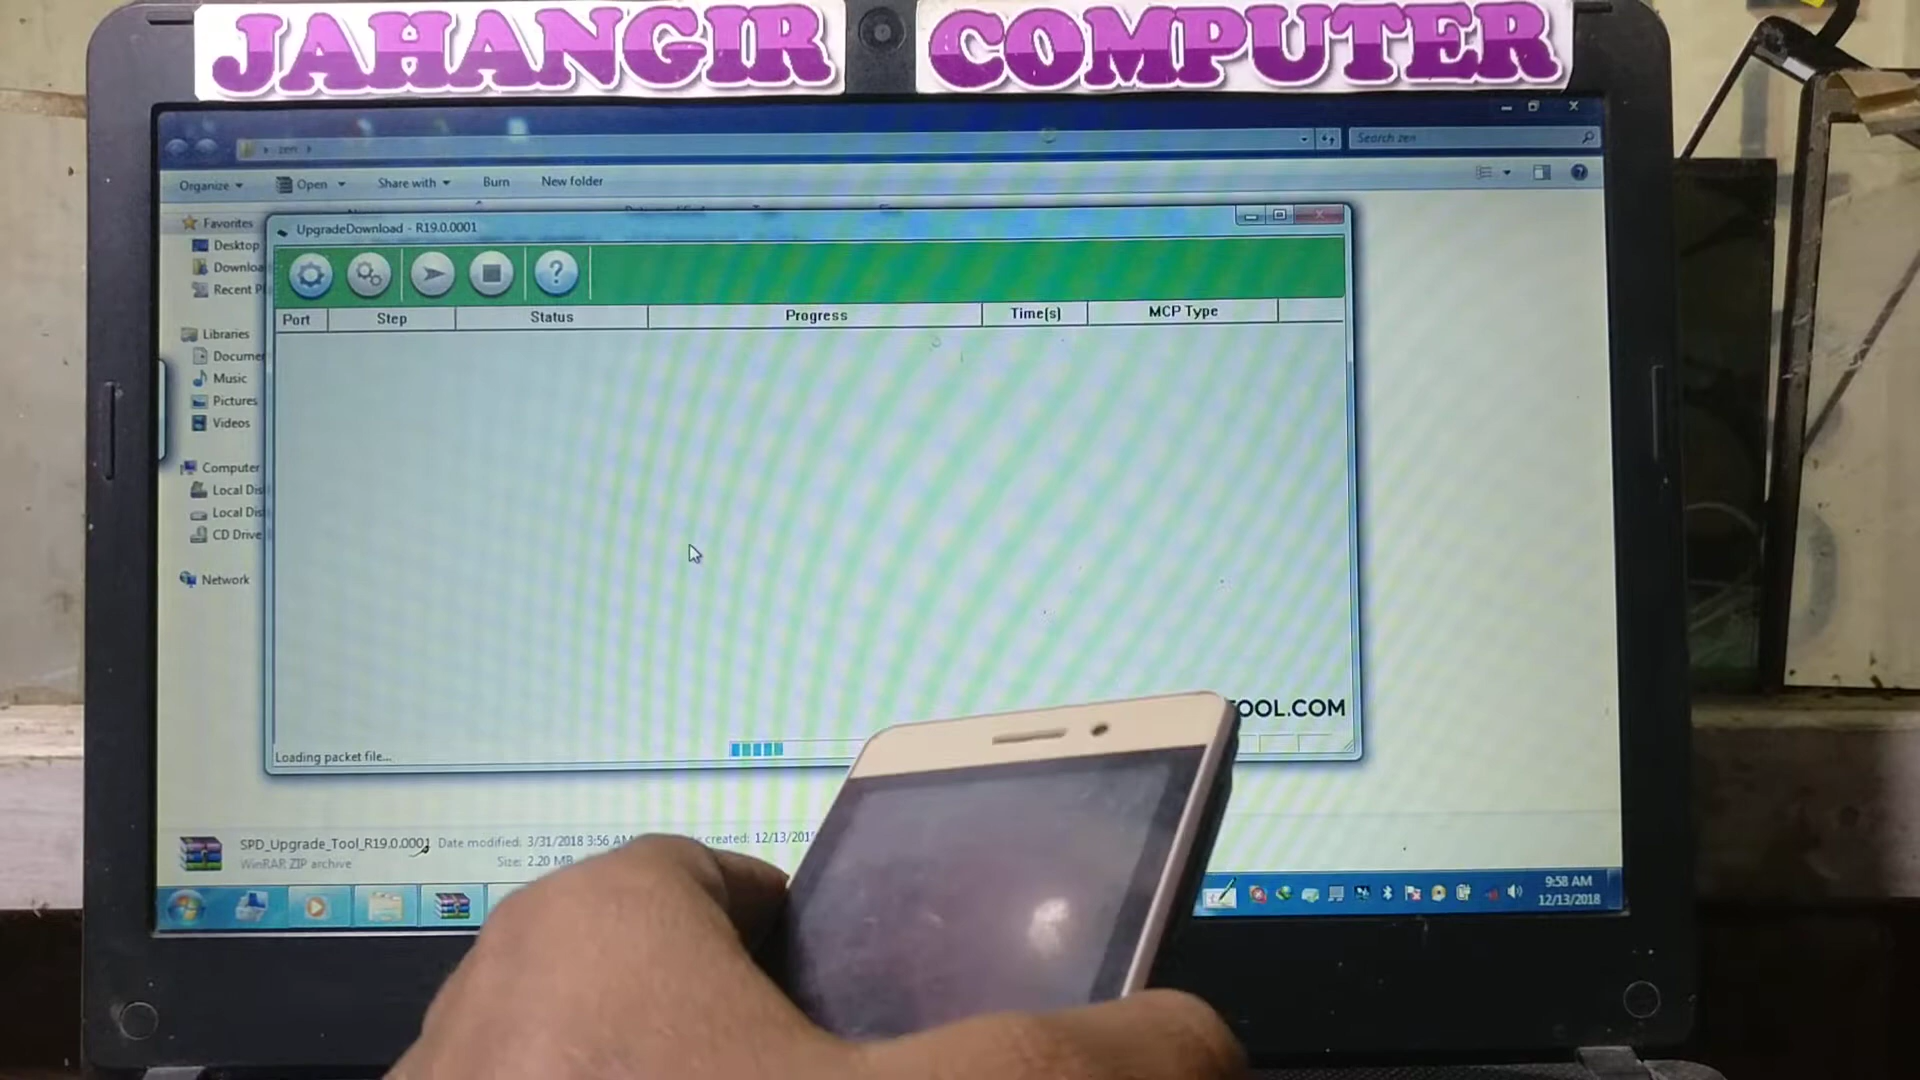 JAHANGIR COMPUTER
zen
Search zen
Organize Open Share with Burn New folder
Favorites
Desktop
Recent
Libraries
Music
Pictures
Videos
Computer
Local
Local
CD Drive
Network
UpgradeDownload - R19.0.0001
?
Port Step Status Progress Time(s) MCP Type
OOL.COM
Loading packet file...
SPD_Upgrade_Tool_R19.0.0001 Date modified: 3/31/2018 3:56 AM created: 12/13/201
WinRAR ZIP archive Size: 2.20 MB
9:58 AM
12/13/2018